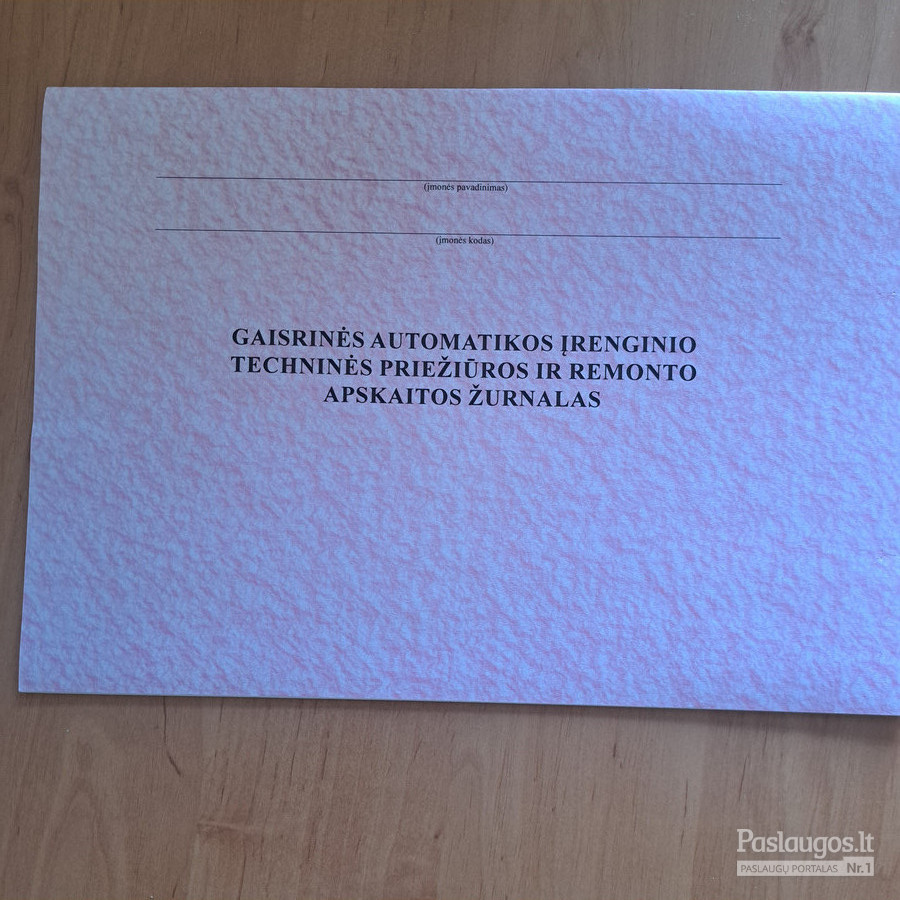 (įmonės pavadinimas)
(įmonės kodas)
GAISRINĖS AUTOMATIKOS ĮRENGINIO
TECHNINĖS PRIEŽIŪROS IR REMONTO
APSKAITOS ŽURNALAS
Paslaugos.lt
PASLAUGŲ PORTALAS Nr.1